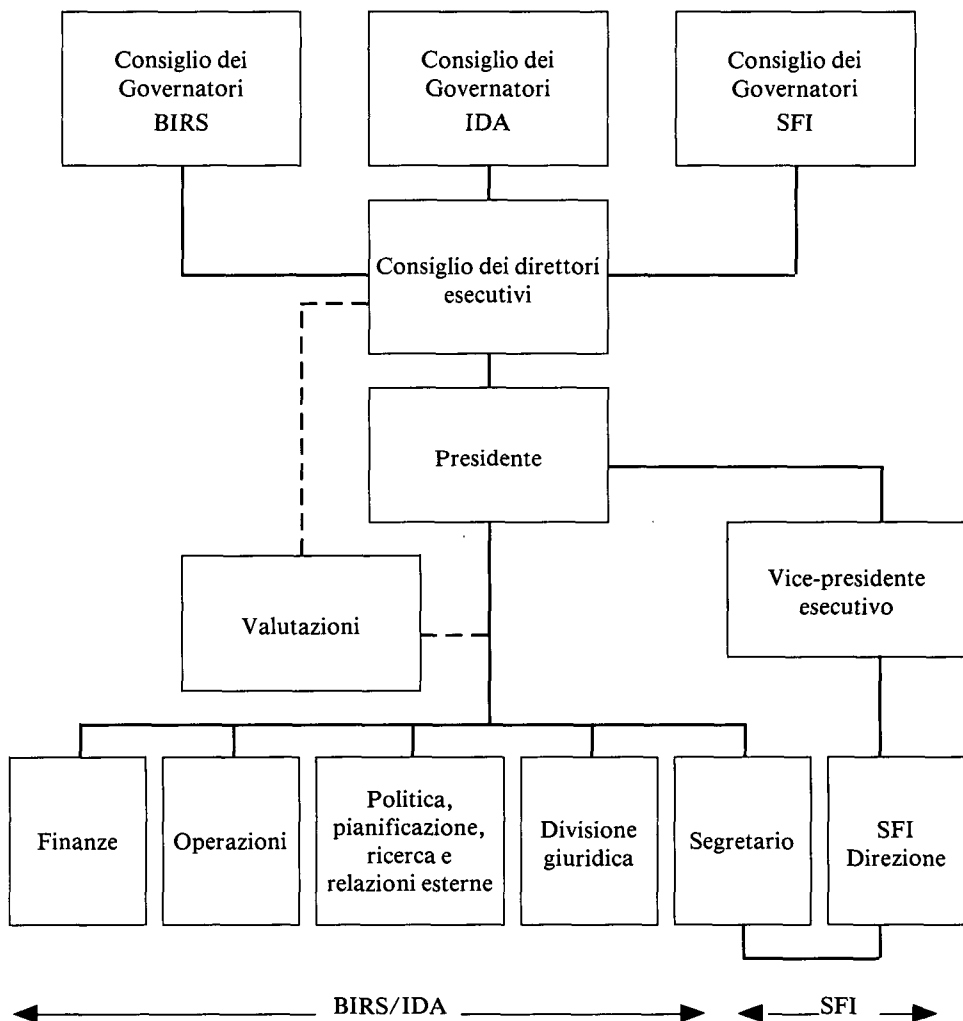 Consiglio dei
Governatori
BIRS
Consiglio dei
Governatori
IDA
Consiglio dei
Governatori
SFI
Consiglio dei direttori
esecutivi
Presidente
Valutazioni
Vice-presidente
esecutivo
Finanze
Operazioni
Politica,
pianificazione,
ricerca e
relazioni esterne
Divisione
giuridica
Segretario
SFI
Direzione
BIRS/IDA
SFI